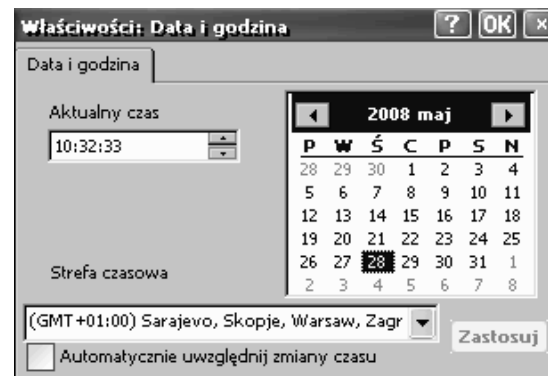 Właściwości: Data i godzina ? OK ×
Data i godzina
Aktualny czas
10:32:33
2008 maj
P W Ś C P S N
28 29 30 1 2 3 4
5 6 7 8 9 10 11
12 13 14 15 16 17 18
19 20 21 22 23 24 25
26 27 28 29 30 31 1
2 3 4 5 6 7 8
Strefa czasowa
(GMT+01:00) Sarajevo, Skopje, Warsaw, Zagr
Zastosuj
Automatycznie uwzględnij zmiany czasu